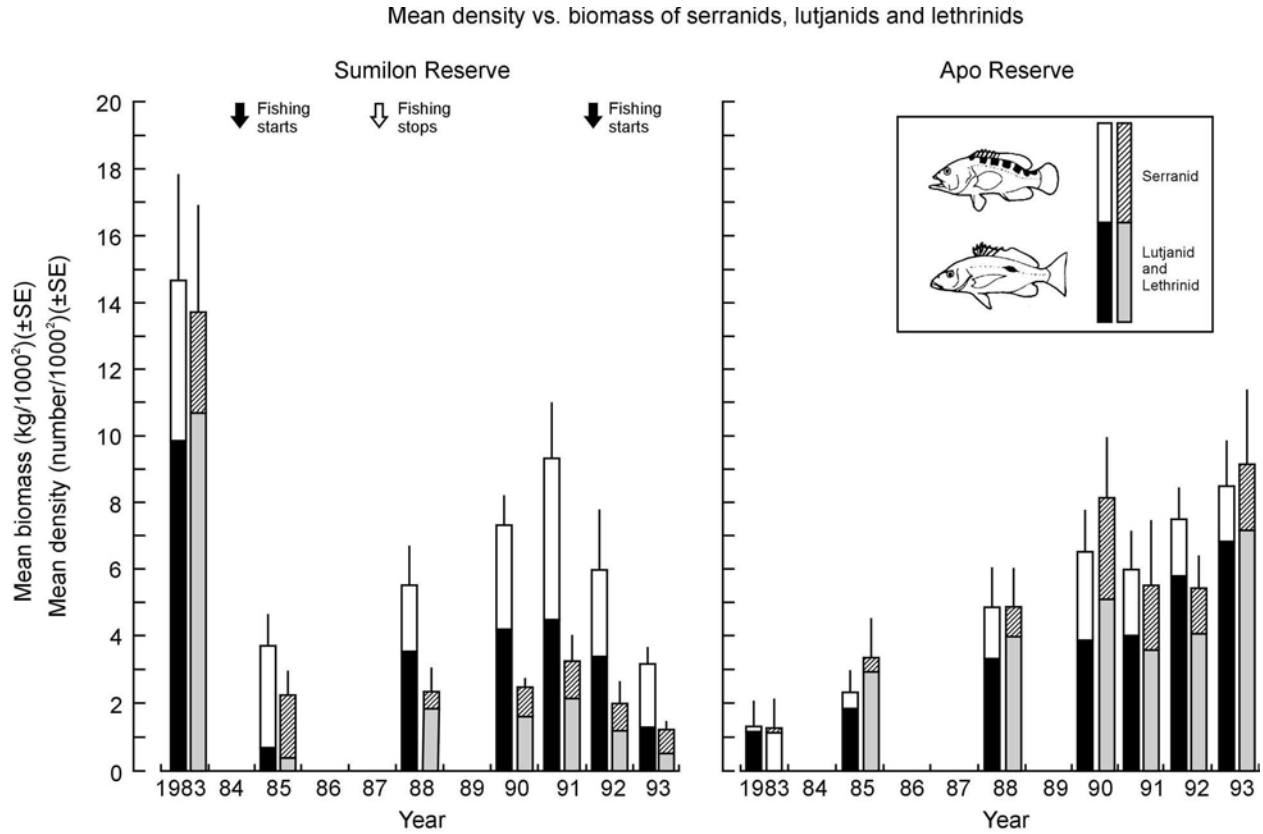 Mean density vs. biomass of serranids, lutjanids and lethrinids
Sumilon Reserve
Apo Reserve
Fishing
starts
Fishing
stops
Fishing
starts
Serranid
Lutjanid
and
Lethrinid
Mean biomass (kg/1000²)(±SE)
Mean density (number/1000²)(±SE)
20
18
16
14
12
10
8
6
4
2
0
1983 84 85 86 87 88 89 90 91 92 93
Year
1983 84 85 86 87 88 89 90 91 92 93
Year